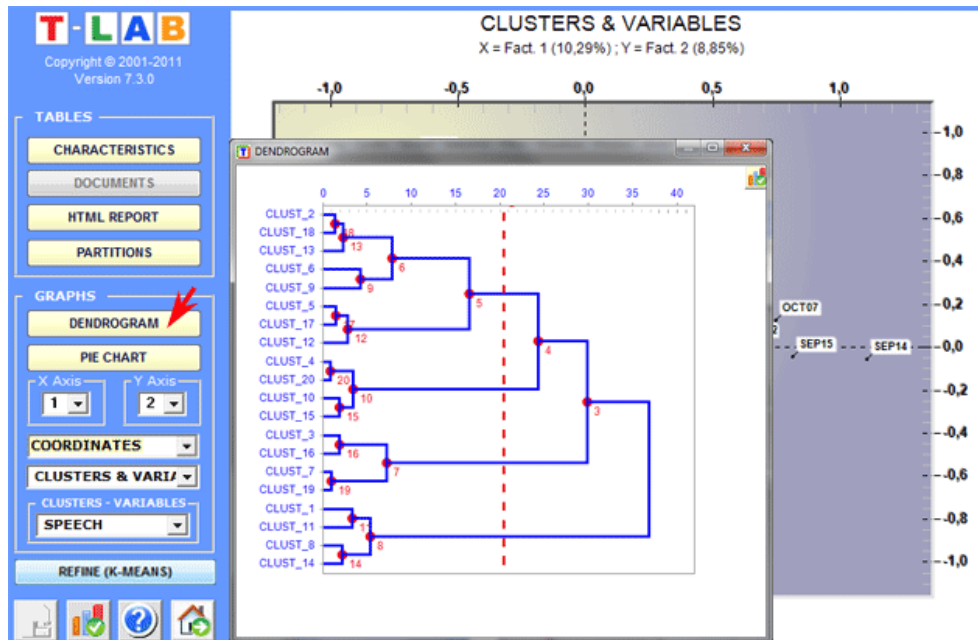 T-LAB
Copyright © 2001-2011
Version 7.3.0
TABLES
CHARACTERISTICS
DOCUMENTS
HTML REPORT
PARTITIONS
GRAPHS
DENDROGRAM
PIE CHART
X Axis
Y Axis
1
2
COORDINATES
CLUSTERS & VARIA
CLUSTERS - VARIABLES
SPEECH
REFINE (K-MEANS)
CLUSTERS & VARIABLES
X = Fact. 1 (10,29%) ; Y = Fact. 2 (8,85%)
-1,0 -0,5 0,0 0,5 1,0
1,0
0,8
0,6
0,4
0,2
0,0
-0,2
-0,4
-0,6
-0,8
-1,0
OCT07
SEP15
SEP14
DENDROGRAM
0 5 10 15 20 25 30 35 40
CLUST_2
CLUST_18
CLUST_13
CLUST_6
CLUST_9
CLUST_5
CLUST_17
CLUST_12
CLUST_4
CLUST_20
CLUST_10
CLUST_15
CLUST_3
CLUST_16
CLUST_7
CLUST_19
CLUST_1
CLUST_11
CLUST_8
CLUST_14
18
13
6
9
5
12
4
20
10
15
3
16
7
19
11
8
14